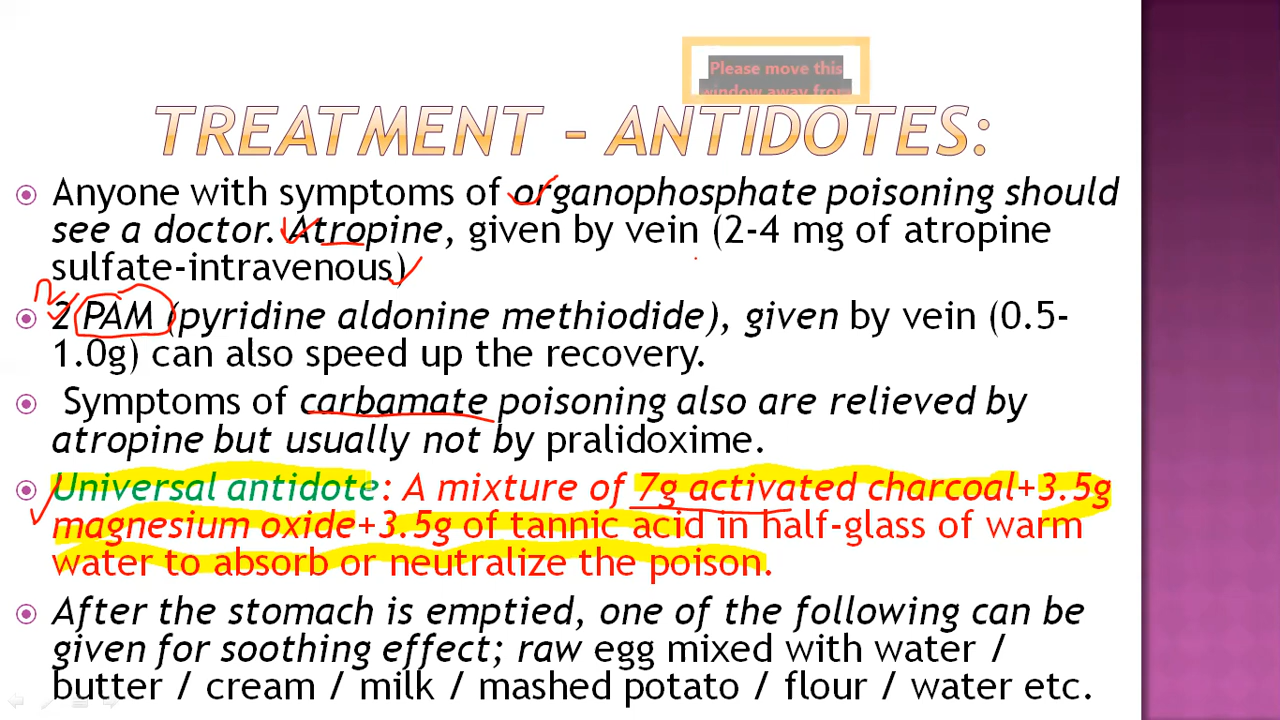 Please move this
window away from
TREATMENT – ANTIDOTES:
Anyone with symptoms of organophosphate poisoning should
see a doctor. Atropine, given by vein (2-4 mg of atropine
sulfate-intravenous)
2 PAM (pyridine aldonine methiodide), given by vein (0.5-
1.0g) can also speed up the recovery.
Symptoms of carbamate poisoning also are relieved by
atropine but usually not by pralidoxime.
Universal antidote: A mixture of 7g activated charcoal+3.5g
magnesium oxide+3.5g of tannic acid in half-glass of warm
water to absorb or neutralize the poison.
After the stomach is emptied, one of the following can be
given for soothing effect; raw egg mixed with water /
butter / cream / milk / mashed potato / flour / water etc.